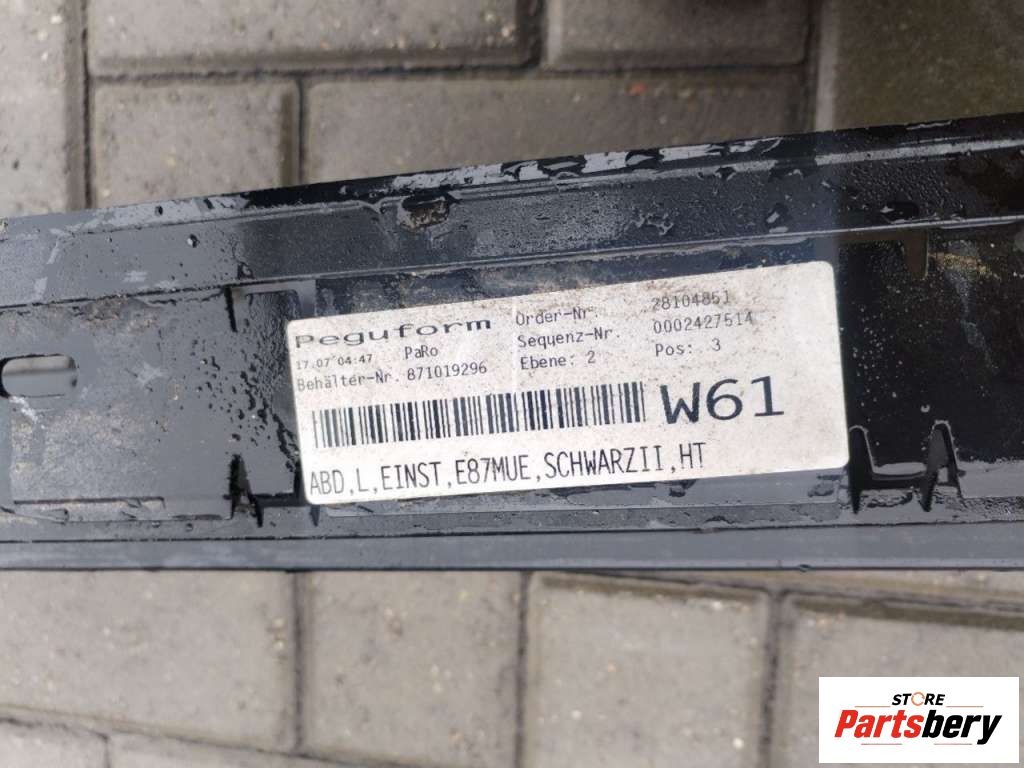 Peguform
17.07 04:47 PaRo
Behälter-Nr. 871019296
Order-Nr. 28104851
Sequenz-Nr. 0002427514
Ebene: 2 Pos: 3
W61
ABD,L,EINST,E87MUE,SCHWARZII,HT
STORE
Partsbery